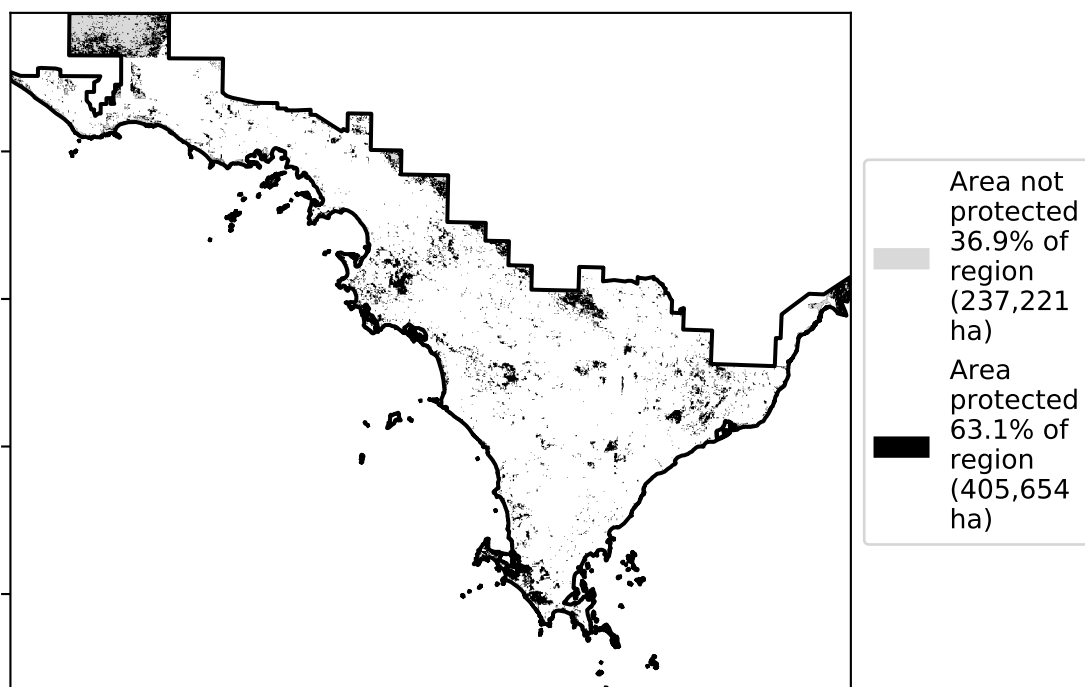 Area not
protected
36.9% of
region
(237,221
ha)
Area
protected
63.1% of
region
(405,654
ha)